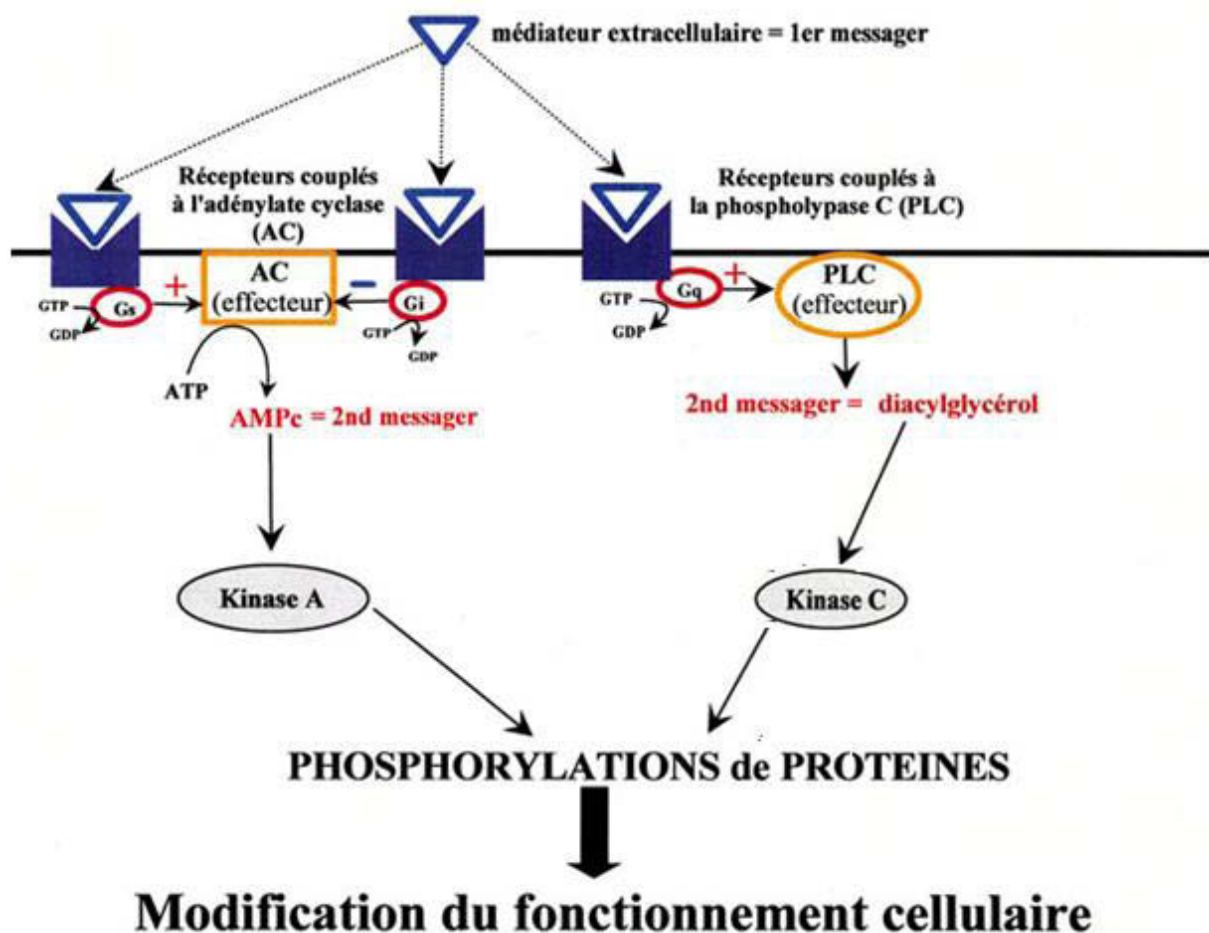 médiateur extracellulaire = 1er messager
Récepteurs couplés
à l'adénylate cyclase
(AC)
Récepteurs couplés à
la phospholypase C (PLC)
AC
(effecteur)
+
−
Gs
GTP
GDP
Gi
GTP
GDP
Gq
+
GTP
GDP
PLC
(effecteur)
ATP
AMPc = 2nd messager
2nd messager = diacylglycérol
Kinase A
Kinase C
PHOSPHORYLATIONS de PROTEINES
Modification du fonctionnement cellulaire